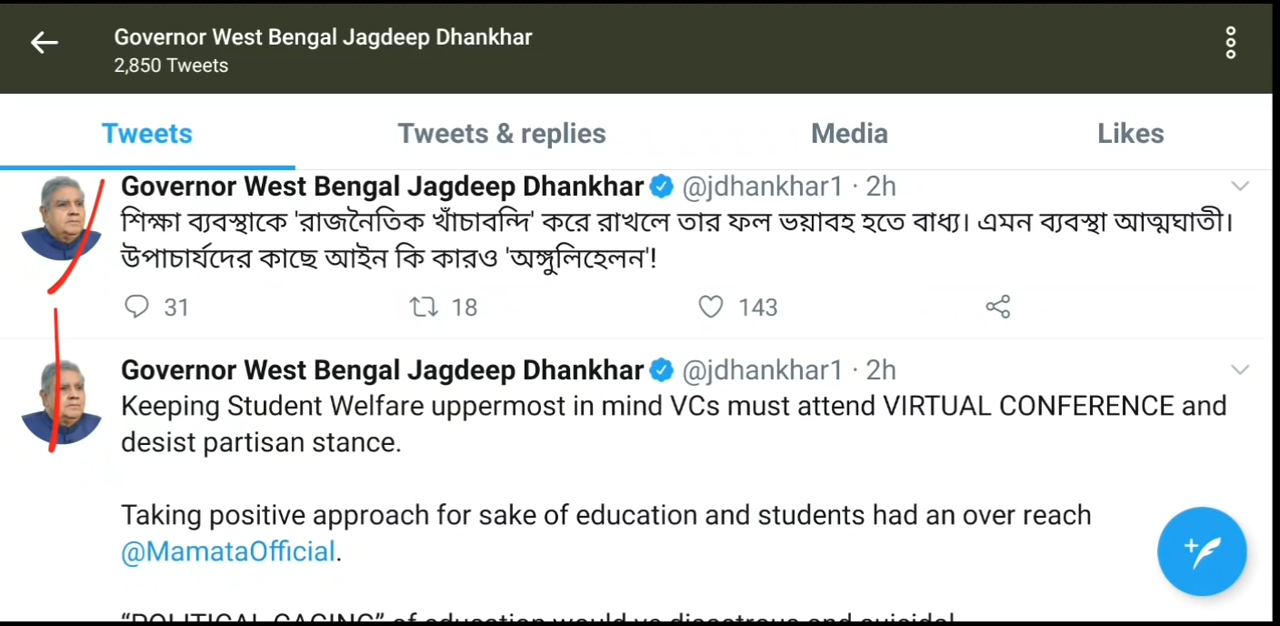 Governor West Bengal Jagdeep Dhankhar
2,850 Tweets
Tweets Tweets & replies Media Likes
Governor West Bengal Jagdeep Dhankhar @jdhankhar1 · 2h
শিক্ষা ব্যবস্থাকে 'রাজনৈতিক খাঁচাবন্দি' করে রাখলে তার ফল ভয়াবহ হতে বাধ্য। এমন ব্যবস্থা আত্মঘাতী।
উপাচার্যদের কাছে আইন কি কারও 'অঙ্গুলিহেলন'!
31 18 143
Governor West Bengal Jagdeep Dhankhar @jdhankhar1 · 2h
Keeping Student Welfare uppermost in mind VCs must attend VIRTUAL CONFERENCE and
desist partisan stance.
Taking positive approach for sake of education and students had an over reach
@MamataOfficial.
“POLITICAL CAGING” of education would ve disastrous and suicidal